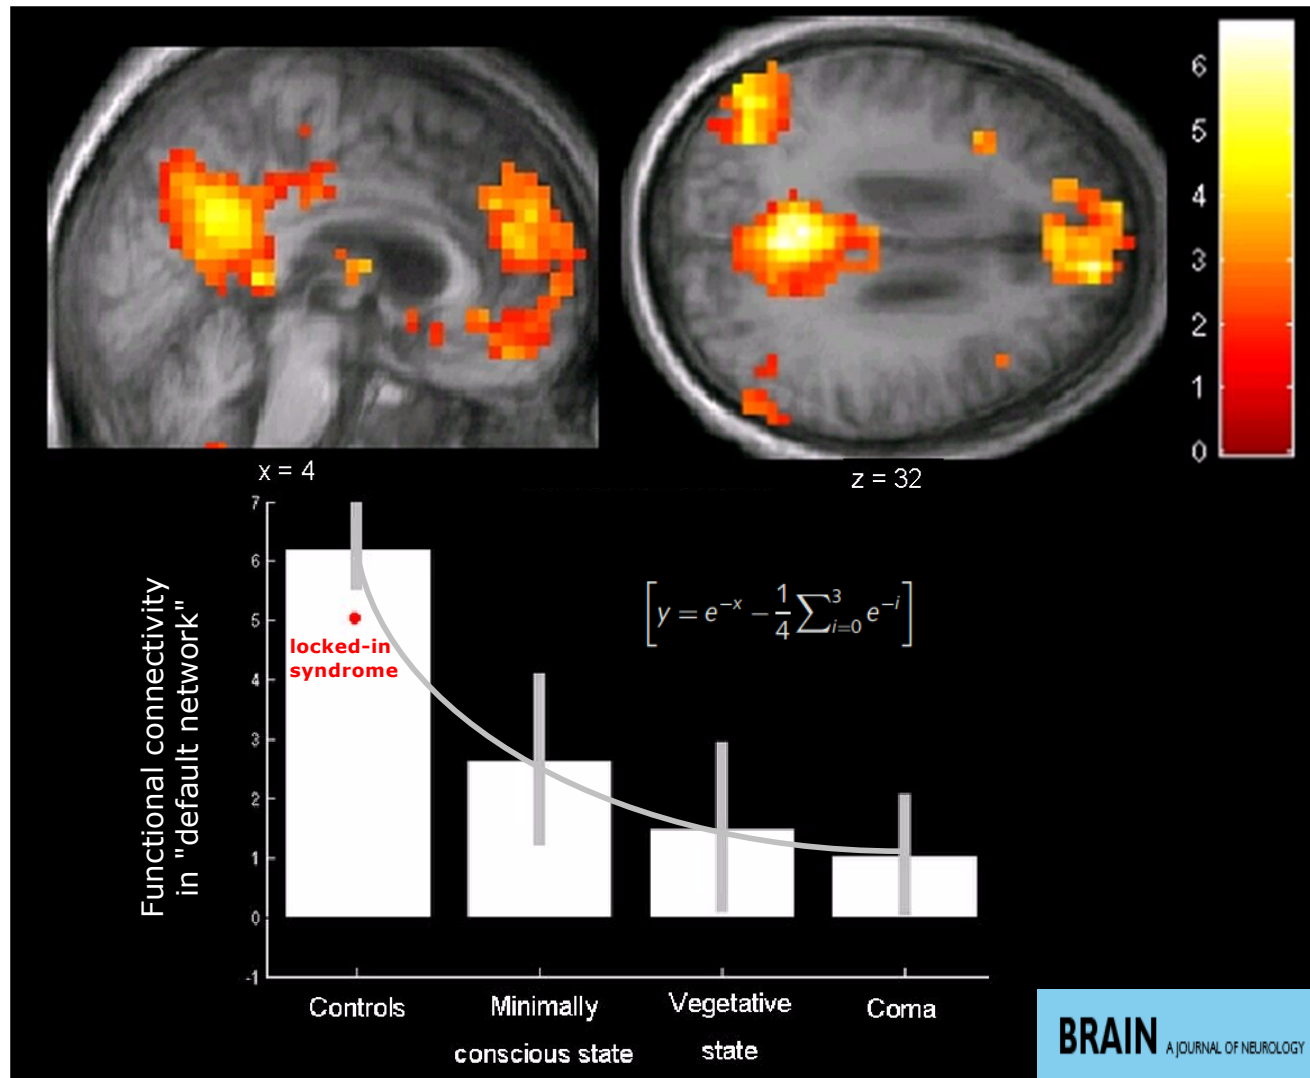 6
5
4
3
2
1
0
x = 4
z = 32
7
6
5
4
3
2
1
0
-1
Functional connectivity
in "default network"
locked-in
syndrome
[y = e^{-x} - \frac{1}{4} \sum_{i=0}^{3} e^{-i}]
Controls
Minimally
conscious state
Vegetative
state
Coma
BRAIN A JOURNAL OF NEUROLOGY